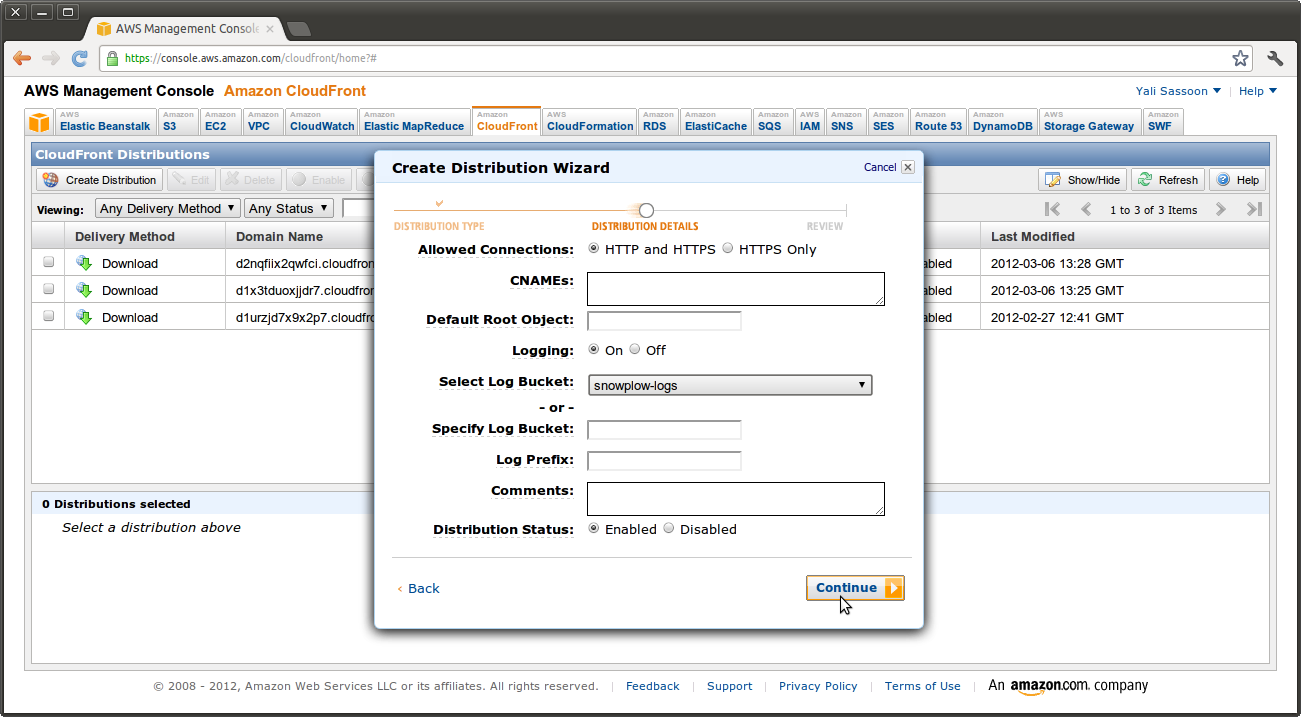 AWS Management Consol
https://console.aws.amazon.com/cloudfront/home?#
AWS Management Console Amazon CloudFront Yali Sassoon Help
AWS Elastic Beanstalk
Amazon S3
Amazon EC2
Amazon VPC
Amazon CloudWatch
Amazon Elastic MapReduce
Amazon CloudFront
AWS CloudFormation
Amazon RDS
Amazon ElastiCache
Amazon SQS
AWS IAM
Amazon SNS
Amazon SES
Amazon Route 53
Amazon DynamoDB
AWS Storage Gateway
Amazon SWF
CloudFront Distributions
Create Distribution Edit Delete Enable Show/Hide Refresh Help
Viewing: Any Delivery Method Any Status 1 to 3 of 3 Items
Delivery Method Domain Name Last Modified
Download d2nqfiix2qwfci.cloudfron abled 2012-03-06 13:28 GMT
Download d1x3tduoxjjdr7.cloudfron abled 2012-03-06 13:25 GMT
Download d1urzjd7x9x2p7.cloudfro abled 2012-02-27 12:41 GMT
0 Distributions selected
Select a distribution above
Create Distribution Wizard Cancel
DISTRIBUTION TYPE DISTRIBUTION DETAILS REVIEW
Allowed Connections: HTTP and HTTPS HTTPS Only
CNAMEs:
Default Root Object:
Logging: On Off
Select Log Bucket: snowplow-logs
- or -
Specify Log Bucket:
Log Prefix:
Comments:
Distribution Status: Enabled Disabled
‹ Back Continue
© 2008 - 2012, Amazon Web Services LLC or its affiliates. All rights reserved. | Feedback | Support | Privacy Policy | Terms of Use | An amazon.com. company